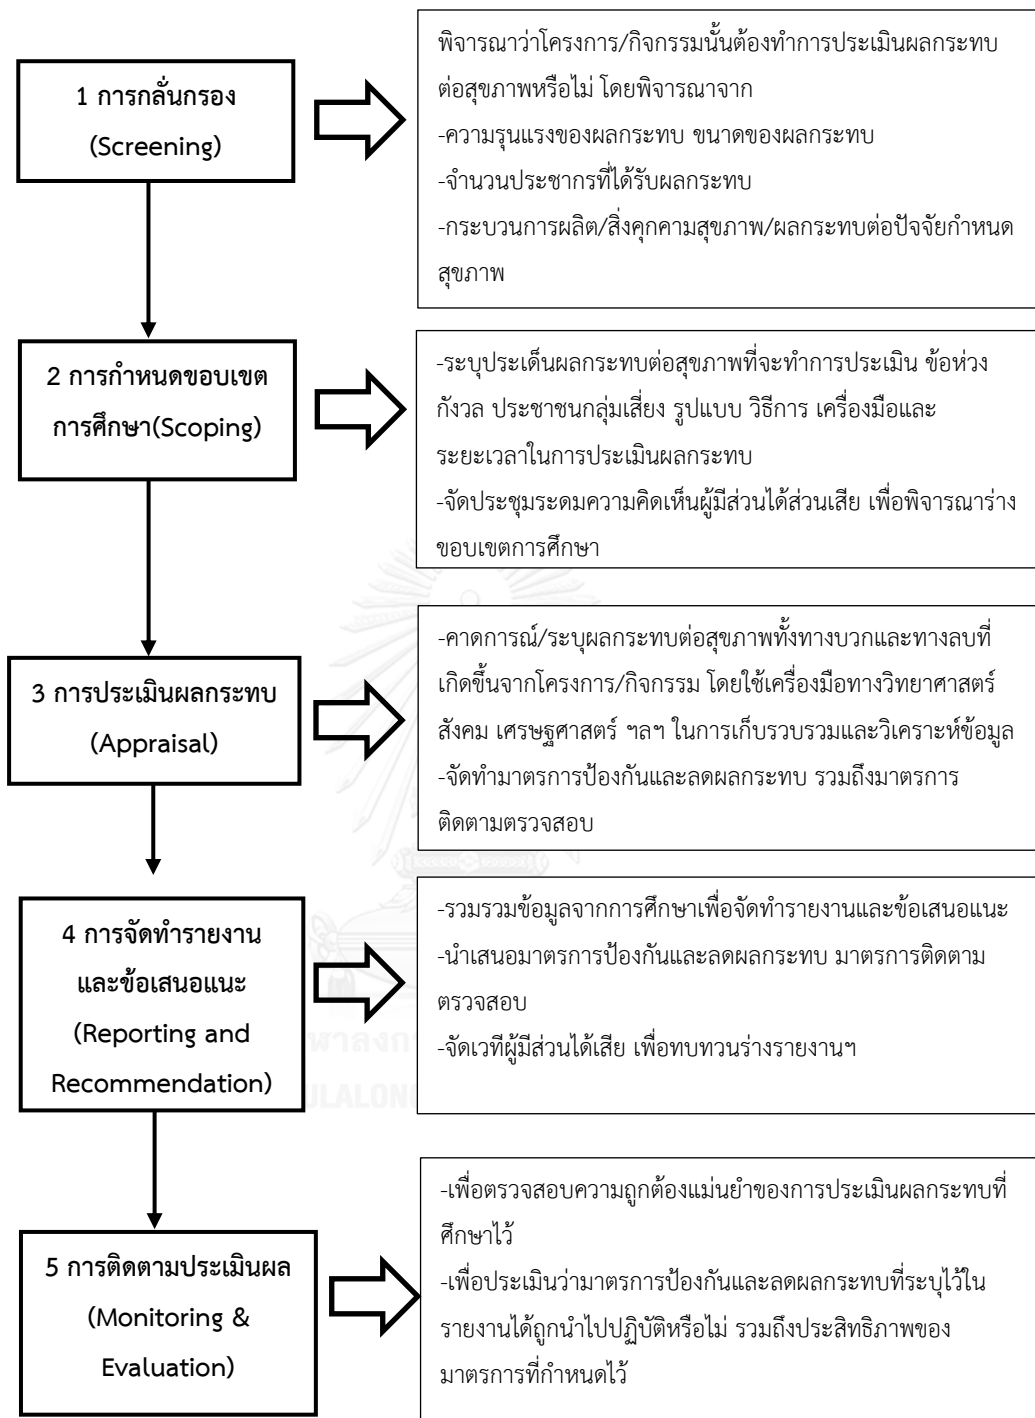 1 การกลั่นกรอง
(Screening)
พิจารณาว่าโครงการ/กิจกรรมนั้นต้องทำการประเมินผลกระทบ
ต่อสุขภาพหรือไม่ โดยพิจารณาจาก
-ความรุนแรงของผลกระทบ ขนาดของผลกระทบ
-จำนวนประชากรที่ได้รับผลกระทบ
-กระบวนการผลิต/สิ่งคุกคามสุขภาพ/ผลกระทบต่อปัจจัยกำหนด
สุขภาพ
2 การกำหนดขอบเขต
การศึกษา(Scoping)
-ระบุประเด็นผลกระทบต่อสุขภาพที่จะทำการประเมิน ข้อห่วง
กังวล ประชาชนกลุ่มเสี่ยง รูปแบบ วิธีการ เครื่องมือและ
ระยะเวลาในการประเมินผลกระทบ
-จัดประชุมระดมความคิดเห็นผู้มีส่วนได้ส่วนเสีย เพื่อพิจารณาร่าง
ขอบเขตการศึกษา
3 การประเมินผลกระทบ
(Appraisal)
-คาดการณ์/ระบุผลกระทบต่อสุขภาพทั้งทางบวกและทางลบที่
เกิดขึ้นจากโครงการ/กิจกรรม โดยใช้เครื่องมือทางวิทยาศาสตร์
สังคม เศรษฐศาสตร์ ฯลฯ ในการเก็บรวบรวมและวิเคราะห์ข้อมูล
-จัดทำมาตรการป้องกันและลดผลกระทบ รวมถึงมาตรการ
ติดตามตรวจสอบ
4 การจัดทำรายงาน
และข้อเสนอแนะ
(Reporting and
Recommendation)
-รวมรวมข้อมูลจากการศึกษาเพื่อจัดทำรายงานและข้อเสนอแนะ
-นำเสนอมาตรการป้องกันและลดผลกระทบ มาตรการติดตาม
ตรวจสอบ
-จัดเวทีผู้มีส่วนได้เสีย เพื่อทบทวนร่างรายงานฯ
หาลงก
ULALON
5 การติดตามประเมินผล
(Monitoring &
Evaluation)
-เพื่อตรวจสอบความถูกต้องแม่นยำของการประเมินผลกระทบที่
ศึกษาไว้
-เพื่อประเมินว่ามาตรการป้องกันและลดผลกระทบที่ระบุไว้ใน
รายงานได้ถูกนำไปปฏิบัติหรือไม่ รวมถึงประสิทธิภาพของ
มาตรการที่กำหนดไว้